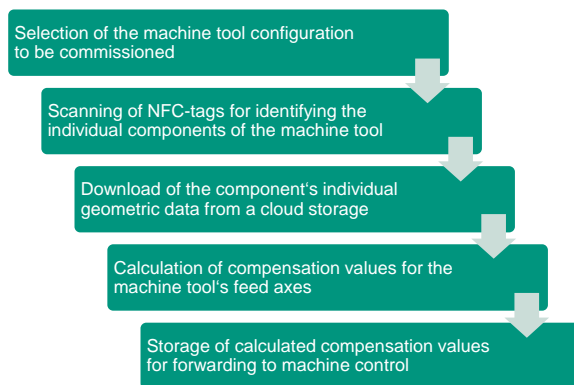 Selection of the machine tool configuration
to be commissioned
Scanning of NFC-tags for identifying the
individual components of the machine tool
Download of the component‘s individual
geometric data from a cloud storage
Calculation of compensation values for the
machine tool‘s feed axes
Storage of calculated compensation values
for forwarding to machine control